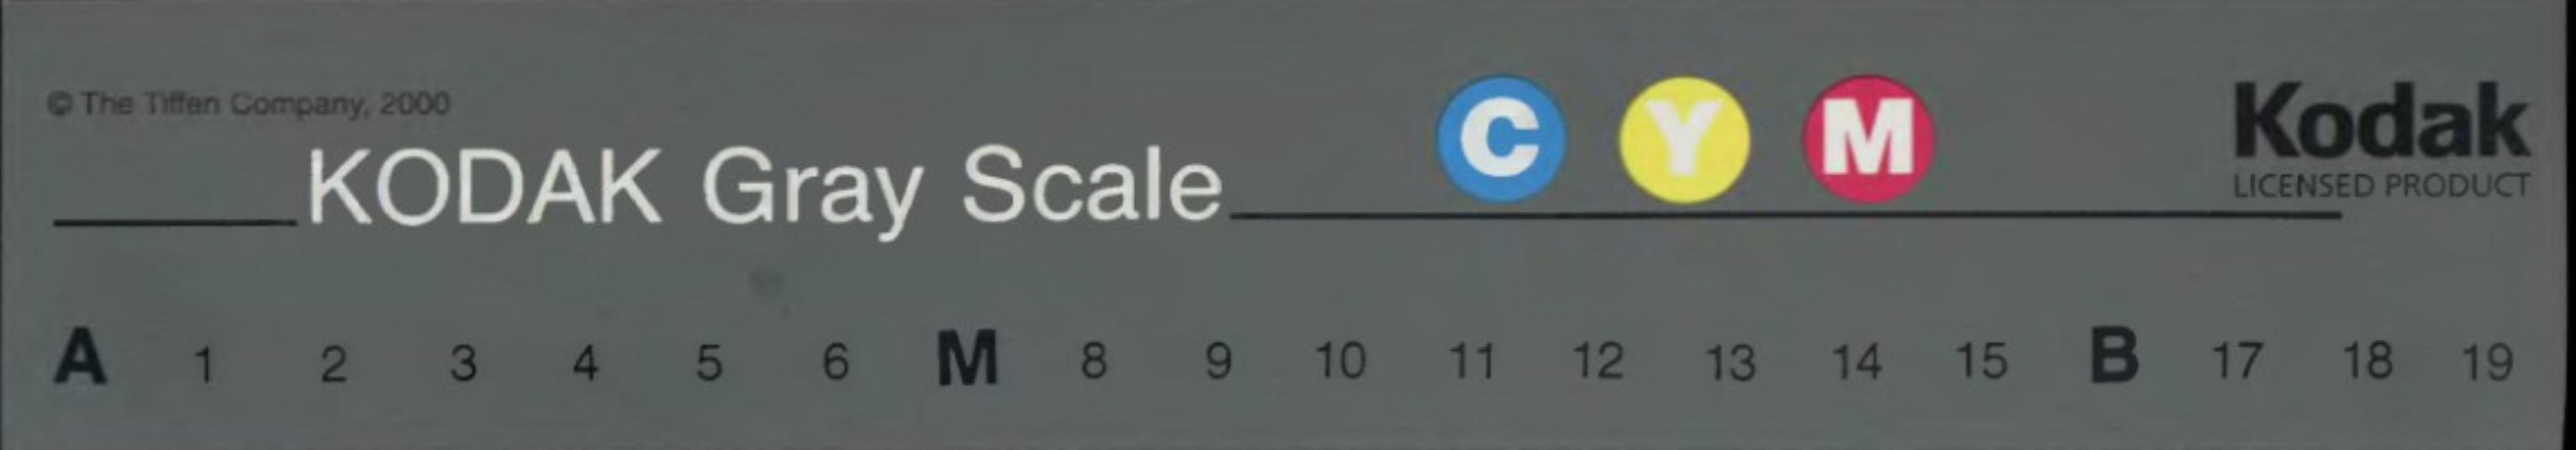 © The Tiffen Company, 2000
KODAK Gray Scale
C Y M
Kodak
LICENSED PRODUCT
A 1 2 3 4 5 6 M 8 9 10 11 12 13 14 15 B 17 18 19